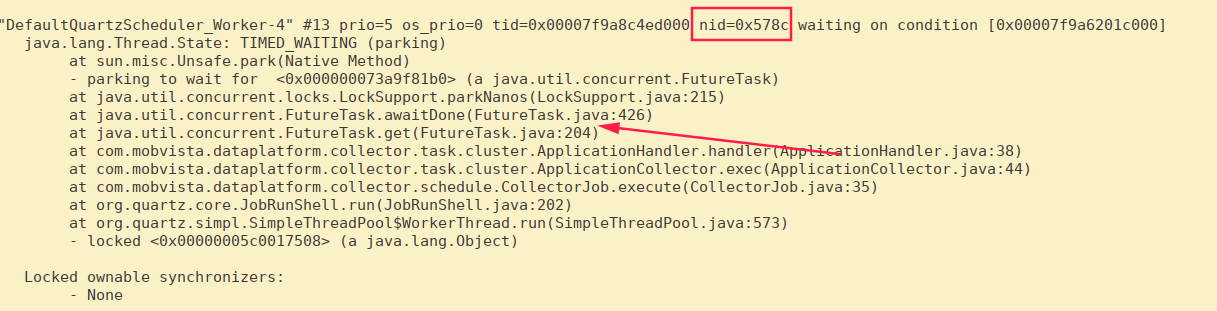 "DefaultQuartzScheduler_Worker-4" #13 prio=5 os_prio=0 tid=0x00007f9a8c4ed000 nid=0x578c waiting on condition [0x00007f9a6201c000]
java.lang.Thread.State: TIMED_WAITING (parking)
at sun.misc.Unsafe.park(Native Method)
- parking to wait for <0x000000073a9f81b0> (a java.util.concurrent.FutureTask)
at java.util.concurrent.locks.LockSupport.parkNanos(LockSupport.java:215)
at java.util.concurrent.FutureTask.awaitDone(FutureTask.java:426)
at java.util.concurrent.FutureTask.get(FutureTask.java:204)
at com.mobvista.dataplatform.collector.task.cluster.ApplicationHandler.handler(ApplicationHandler.java:38)
at com.mobvista.dataplatform.collector.task.cluster.ApplicationCollector.exec(ApplicationCollector.java:44)
at com.mobvista.dataplatform.collector.schedule.CollectorJob.execute(CollectorJob.java:35)
at org.quartz.core.JobRunShell.run(JobRunShell.java:202)
at org.quartz.simpl.SimpleThreadPool$WorkerThread.run(SimpleThreadPool.java:573)
- locked <0x00000005c0017508> (a java.lang.Object)
Locked ownable synchronizers:
- None